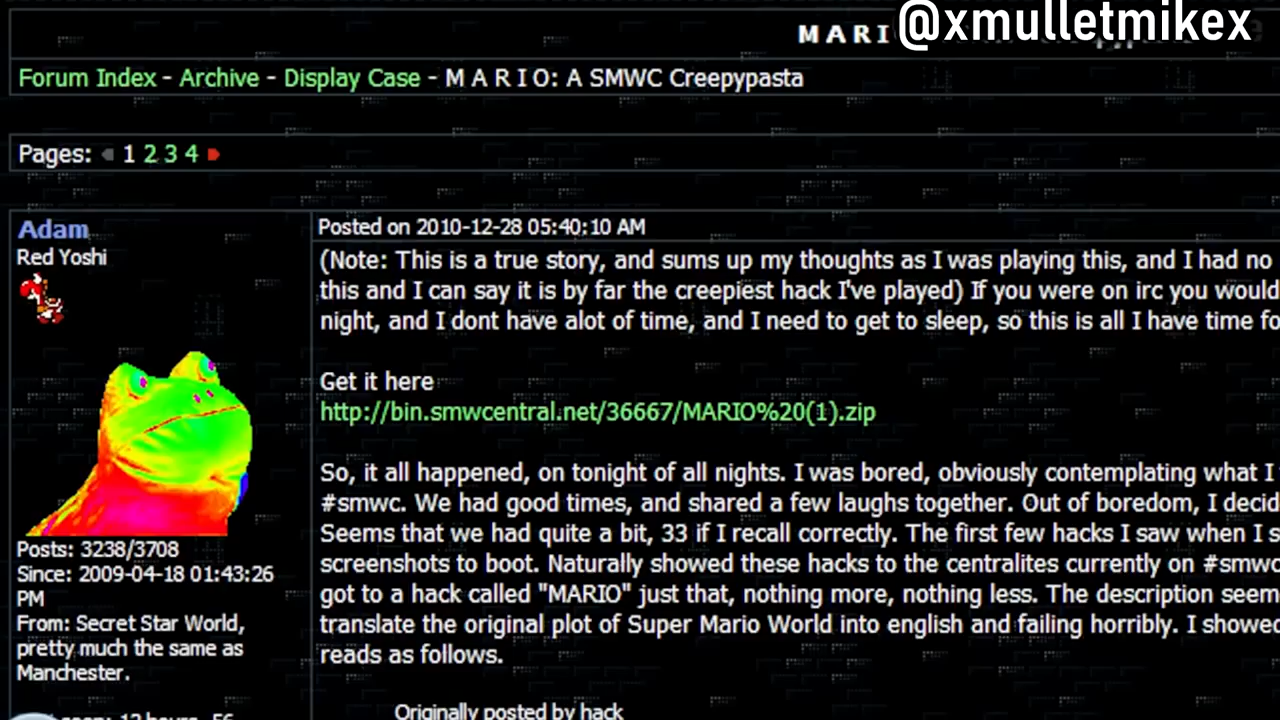 @xmulletmikex
M A R I
Forum Index - Archive - Display Case - M A R I O: A SMWC Creepypasta
Pages: 1 2 3 4
Adam
Red Yoshi
Posts: 3238/3708
Since: 2009-04-18 01:43:26
PM
From: Secret Star World,
pretty much the same as
Manchester.
Posted on 2010-12-28 05:40:10 AM
(Note: This is a true story, and sums up my thoughts as I was playing this, and I had no
this and I can say it is by far the creepiest hack I've played) If you were on irc you would
night, and I dont have alot of time, and I need to get to sleep, so this is all I have time fo
Get it here
http://bin.smwcentral.net/36667/MARIO%20(1).zip
So, it all happened, on tonight of all nights. I was bored, obviously contemplating what I
#smwc. We had good times, and shared a few laughs together. Out of boredom, I decid
Seems that we had quite a bit, 33 if I recall correctly. The first few hacks I saw when I s
screenshots to boot. Naturally showed these hacks to the centralites currently on #smwc
got to a hack called "MARIO" just that, nothing more, nothing less. The description seem
translate the original plot of Super Mario World into english and failing horribly. I showed
reads as follows.
Originally posted by hack